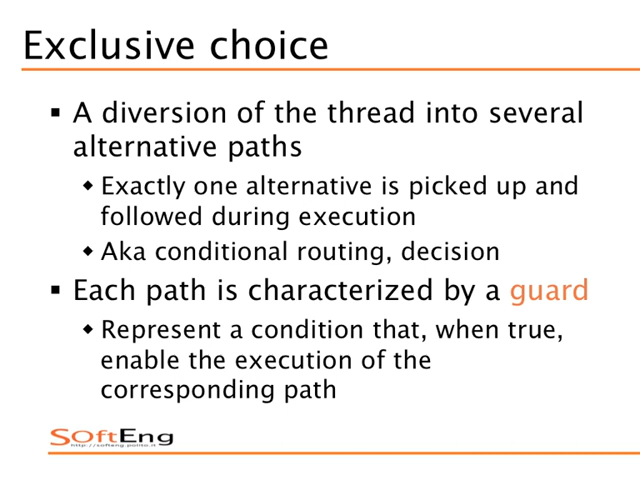 Exclusive choice
▪ A diversion of the thread into several
alternative paths
◆ Exactly one alternative is picked up and
followed during execution
◆ Aka conditional routing, decision
▪ Each path is characterized by a guard
◆ Represent a condition that, when true,
enable the execution of the
corresponding path
SOftEng
http://softeng.polito.it